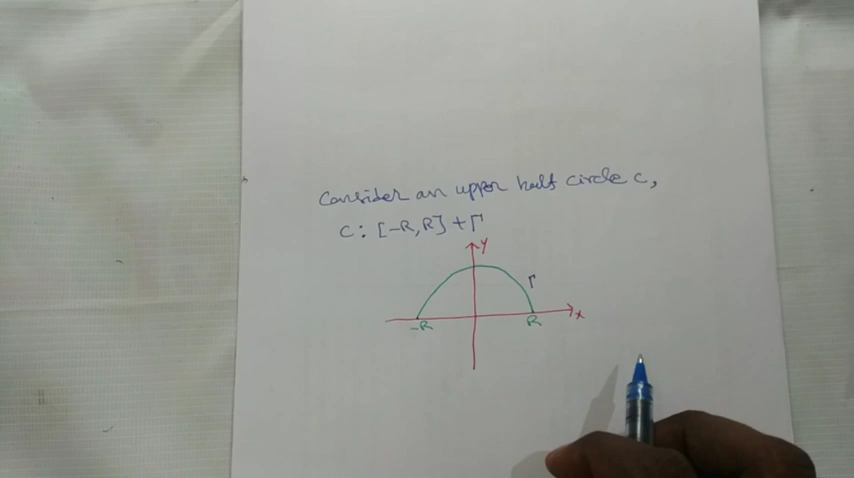 Consider an upper half circle C,
C: [-R, R] + Γ
y
Γ
-R R x